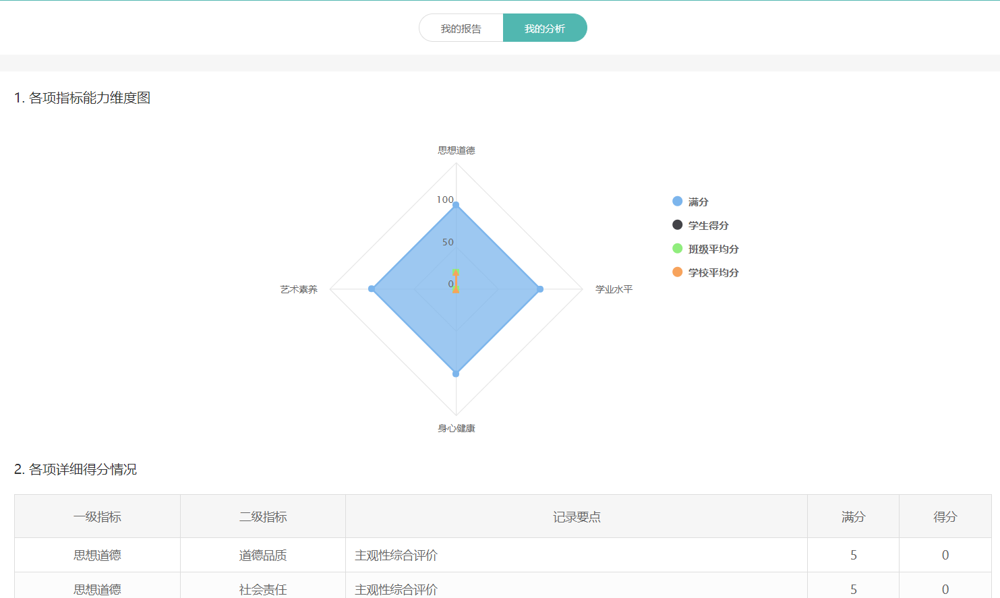 我的报告 我的分析
1. 各项指标能力维度图
思想道德
100
满分
学生得分
50
班级平均分
学校平均分
0
艺术素养 学业水平
身心健康
2. 各项详细得分情况
一级指标 二级指标 记录要点 满分 得分
思想道德 道德品质 主观性综合评价 5 0
思想道德 社会责任 主观性综合评价 5 0